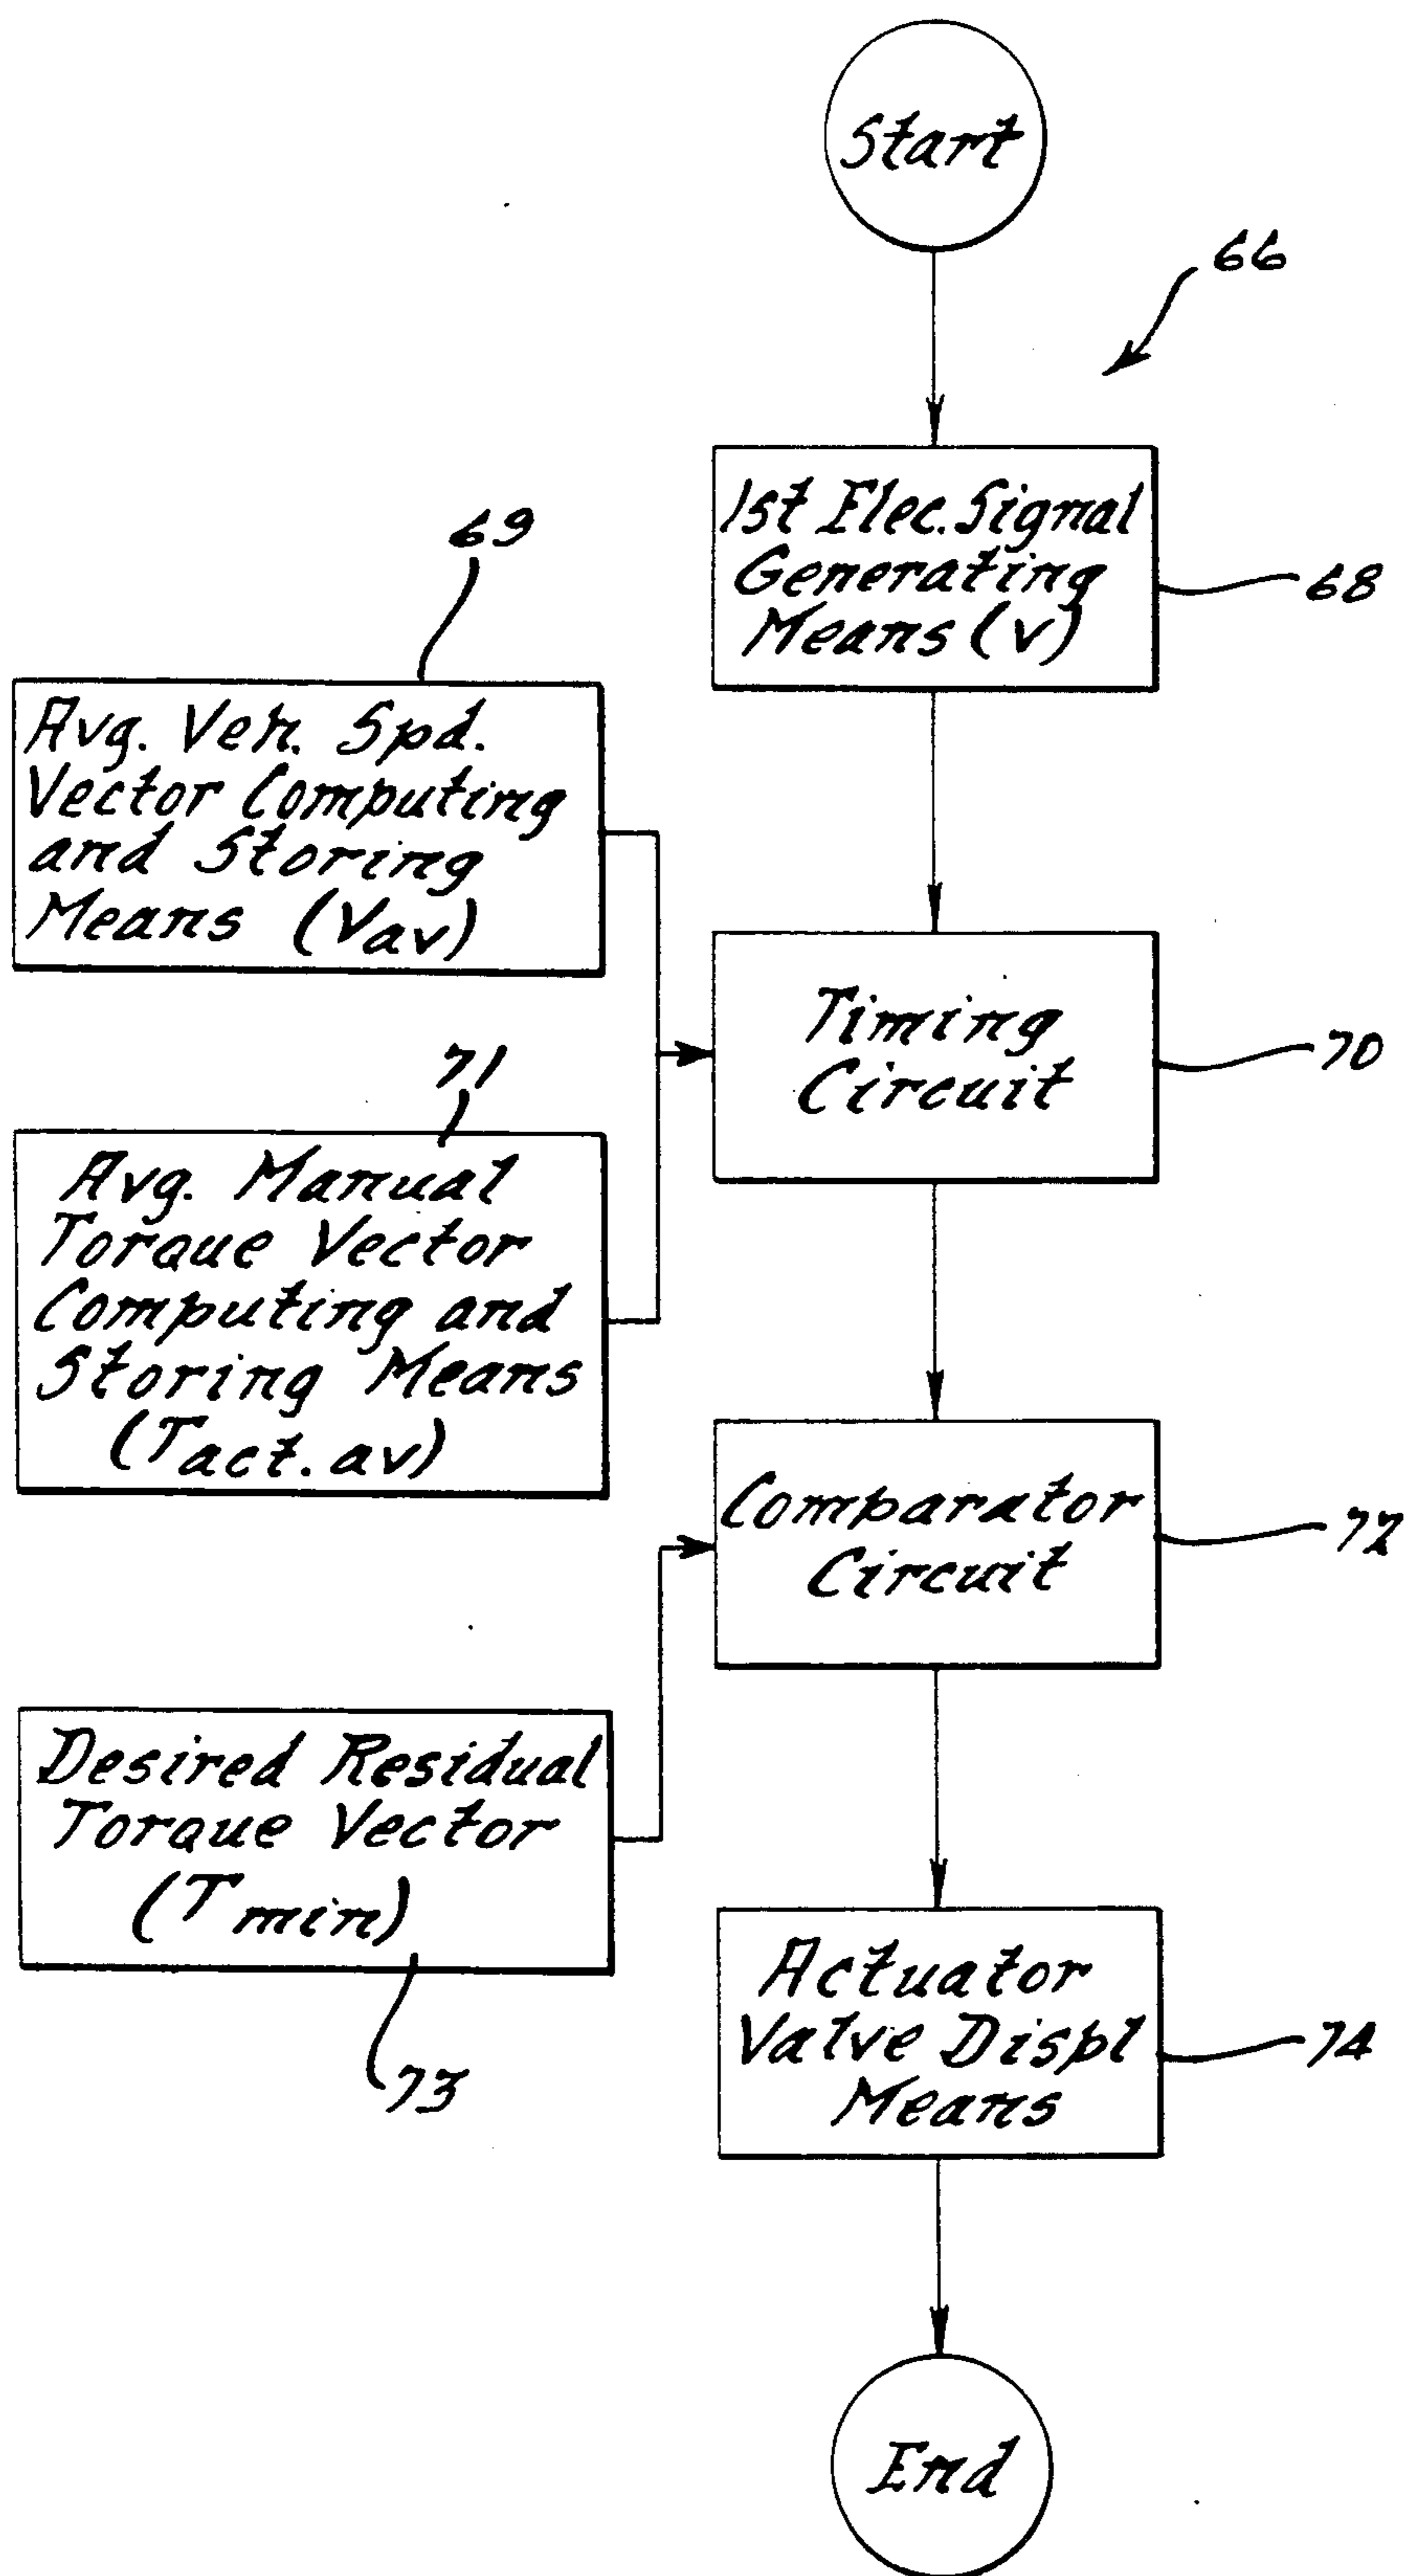 Start
66
1st Elec. Signal
Generating
Means (v)
68
69
Avg. Veh. Spd.
Vector Computing
and Storing
Means (Vav)
Timing
Circuit
70
71
Avg. Manual
Torque Vector
Computing and
Storing Means
(Tact. av)
Comparator
Circuit
72
Desired Residual
Torque Vector
(Tmin)
73
Actuator
Valve Displ
Means
74
End